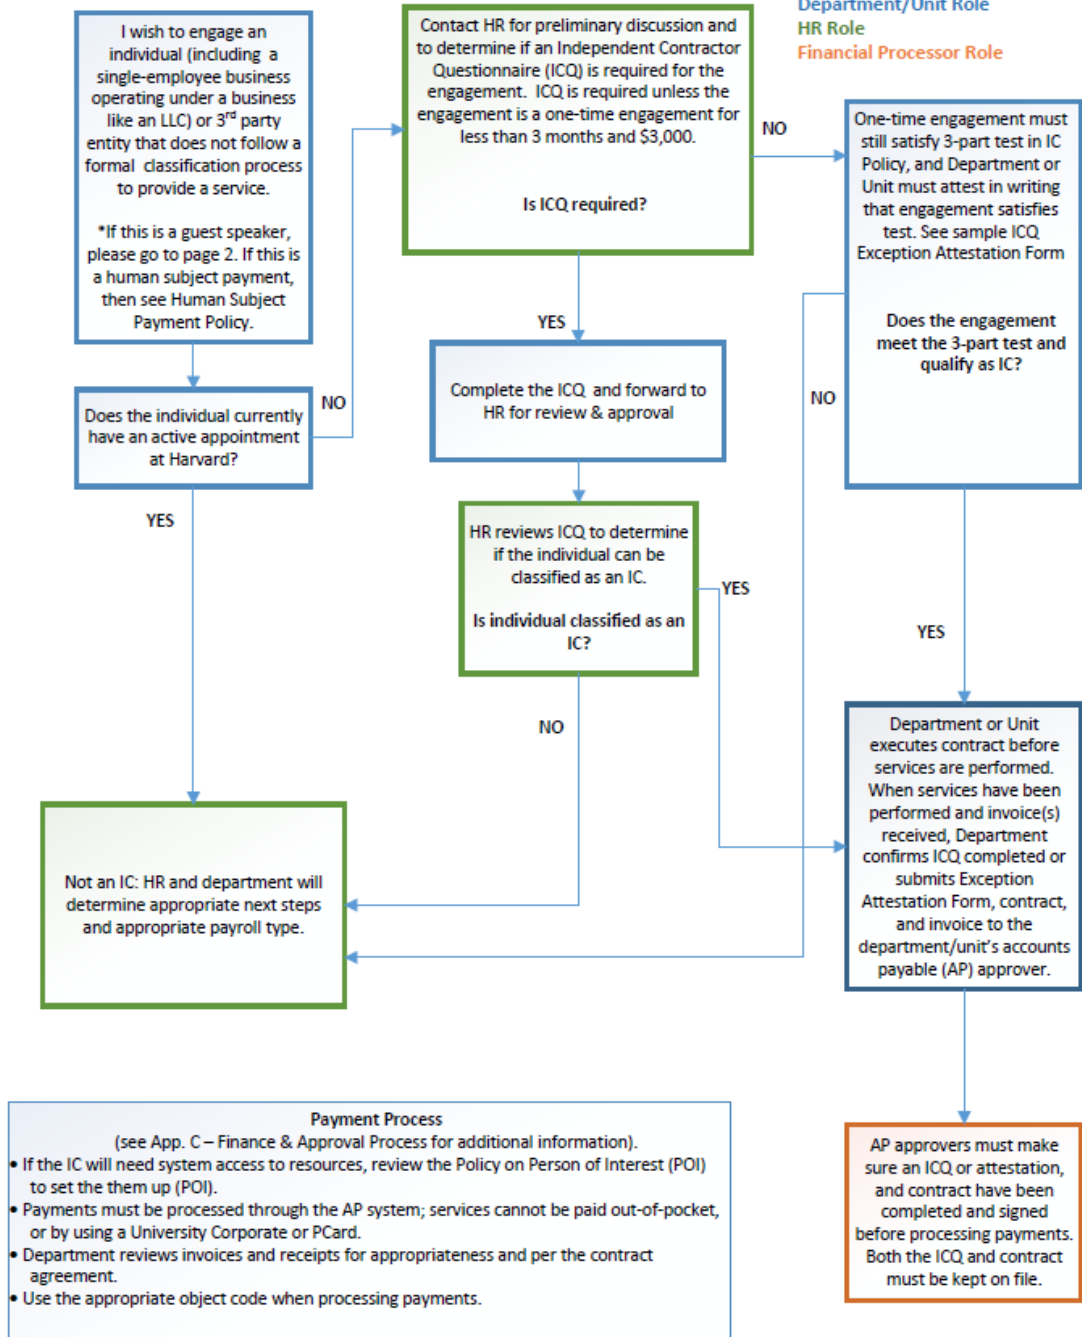 Department/Unit Role
HR Role
Financial Processor Role
I wish to engage an
individual (including a
single-employee business
operating under a business
like an LLC) or 3rd party
entity that does not follow a
formal classification process
to provide a service.
*If this is a guest speaker,
please go to page 2. If this is
a human subject payment,
then see Human Subject
Payment Policy.
Does the individual currently
have an active appointment
at Harvard?
NO
YES
Contact HR for preliminary discussion and
to determine if an Independent Contractor
Questionnaire (ICQ) is required for the
engagement. ICQ is required unless the
engagement is a one-time engagement for
less than 3 months and $3,000.
Is ICQ required?
NO
YES
Complete the ICQ and forward to
HR for review & approval
HR reviews ICQ to determine
if the individual can be
classified as an IC.
Is individual classified as an
IC?
YES
NO
One-time engagement must
still satisfy 3-part test in IC
Policy, and Department or
Unit must attest in writing
that engagement satisfies
test. See sample ICQ
Exception Attestation Form
Does the engagement
meet the 3-part test and
qualify as IC?
NO
YES
Not an IC: HR and department will
determine appropriate next steps
and appropriate payroll type.
Department or Unit
executes contract before
services are performed.
When services have been
performed and invoice(s)
received, Department
confirms ICQ completed or
submits Exception
Attestation Form, contract,
and invoice to the
department/unit's accounts
payable (AP) approver.
AP approvers must make
sure an ICQ or attestation,
and contract have been
completed and signed
before processing payments.
Both the ICQ and contract
must be kept on file.
Payment Process
(see App. C – Finance & Approval Process for additional information).
• If the IC will need system access to resources, review the Policy on Person of Interest (POI)
to set the them up (POI).
• Payments must be processed through the AP system; services cannot be paid out-of-pocket,
or by using a University Corporate or PCard.
• Department reviews invoices and receipts for appropriateness and per the contract
agreement.
• Use the appropriate object code when processing payments.